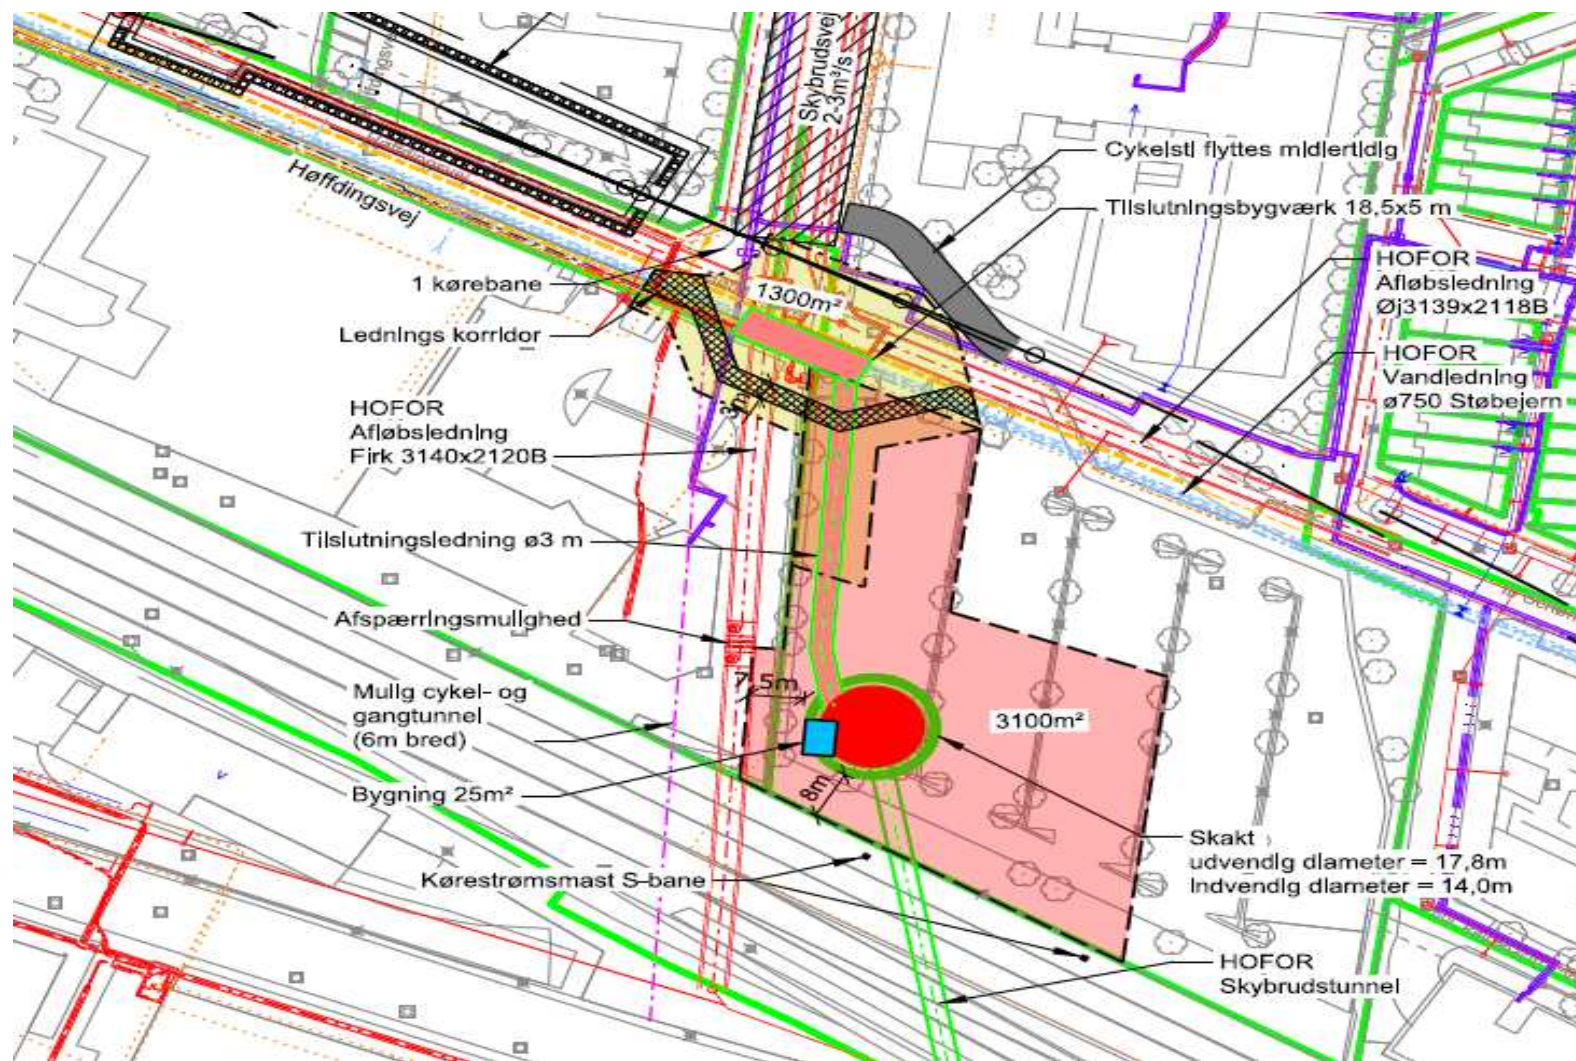 Skybrudsvej
2-3m³/s
Høffdingsvej
Cykelsti flyttes midlertidig
Tilslutningsbygværk 18,5x5 m
1 kørebane
1300m²
HOFOR
Afløbsledning
Øj3139x2118B
Lednings korridor
HOFOR
Vandledning
ø750 Støbejern
HOFOR
Afløbsledning
Firk 3140x2120B
3m
Tilslutningsledning ø3 m
Afspærringsmulighed
7,5m
Mulig cykel- og
gangtunnel
(6m bred)
3100m²
Bygning 25m²
8m
Skakt
udvendig diameter = 17,8m
Indvendig diameter = 14,0m
Kørestrømsmast S-bane
HOFOR
Skybrudstunnel